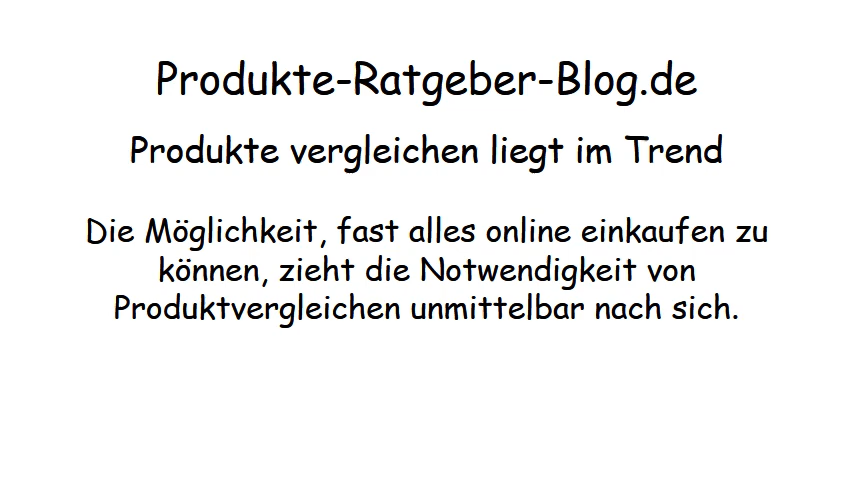 Produkte-Ratgeber-Blog.de
Produkte vergleichen liegt im Trend
Die Möglichkeit, fast alles online einkaufen zu
können, zieht die Notwendigkeit von
Produktvergleichen unmittelbar nach sich.